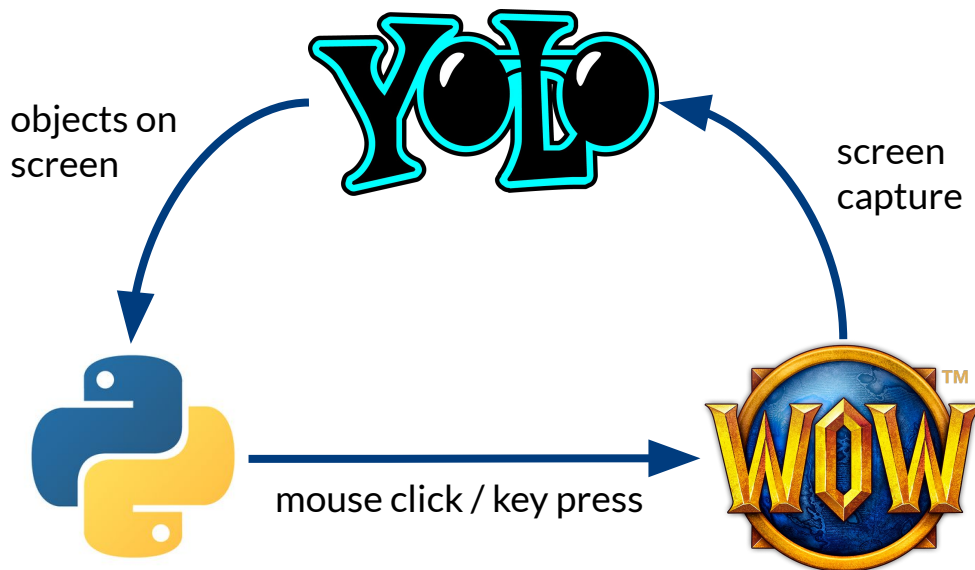 YOLO
objects on
screen
screen
capture
TM
WOW
mouse click / key press